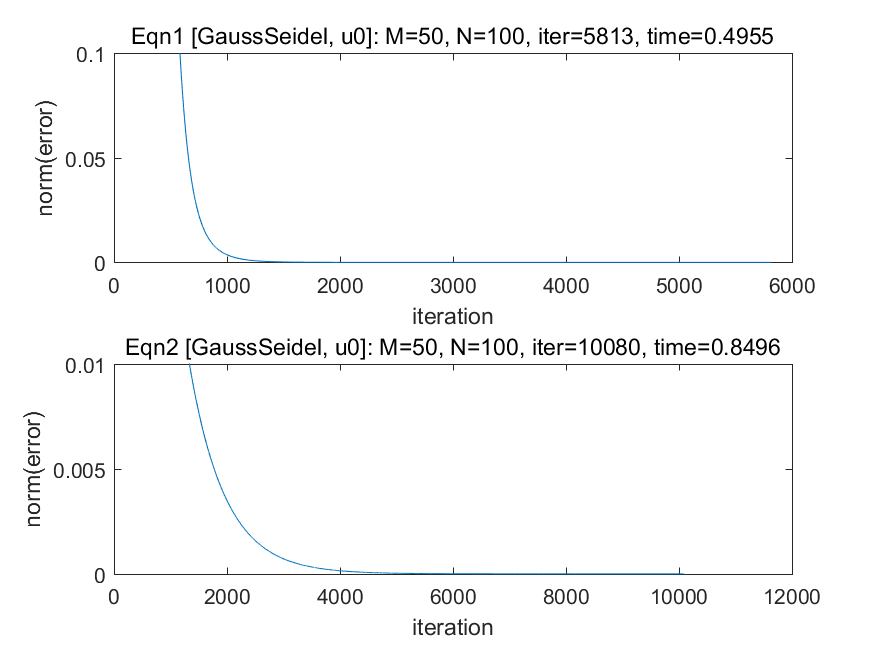 Eqn1 [GaussSeidel, u0]: M=50, N=100, iter=5813, time=0.4955
0.1
0.05
0
norm(error)
0 1000 2000 3000 4000 5000 6000
iteration
Eqn2 [GaussSeidel, u0]: M=50, N=100, iter=10080, time=0.8496
0.01
0.005
0
norm(error)
0 2000 4000 6000 8000 10000 12000
iteration